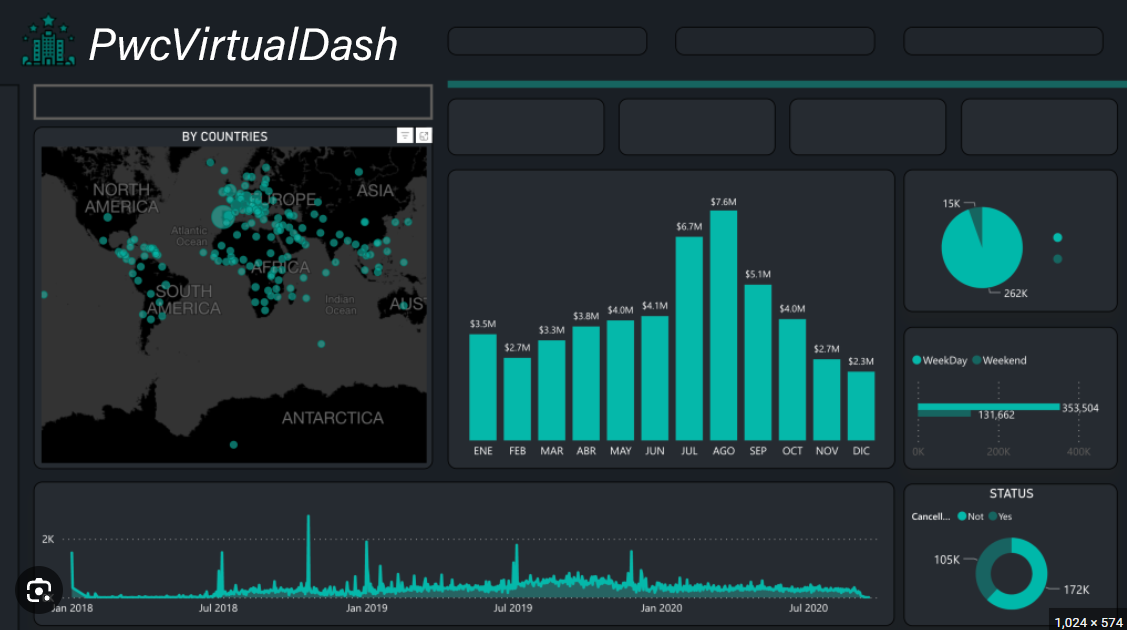 PwcVirtualDash
BY COUNTRIES
NORTH
AMERICA
EUROPE
ASIA
Atlantic
Ocean
AFRICA
SOUTH
AMERICA
Indian
Ocean
AUS
ANTARCTICA
$3.5M
$2.7M
$3.3M
$3.8M
$4.0M
$4.1M
$6.7M
$7.6M
$5.1M
$4.0M
$2.7M
$2.3M
ENE FEB MAR ABR MAY JUN JUL AGO SEP OCT NOV DIC
15K
262K
WeekDay Weekend
353,504
131,662
0K 200K 400K
2K
Jan 2018 Jul 2018 Jan 2019 Jul 2019 Jan 2020 Jul 2020
STATUS
Cancell... Not Yes
105K
172K
1,024 × 574